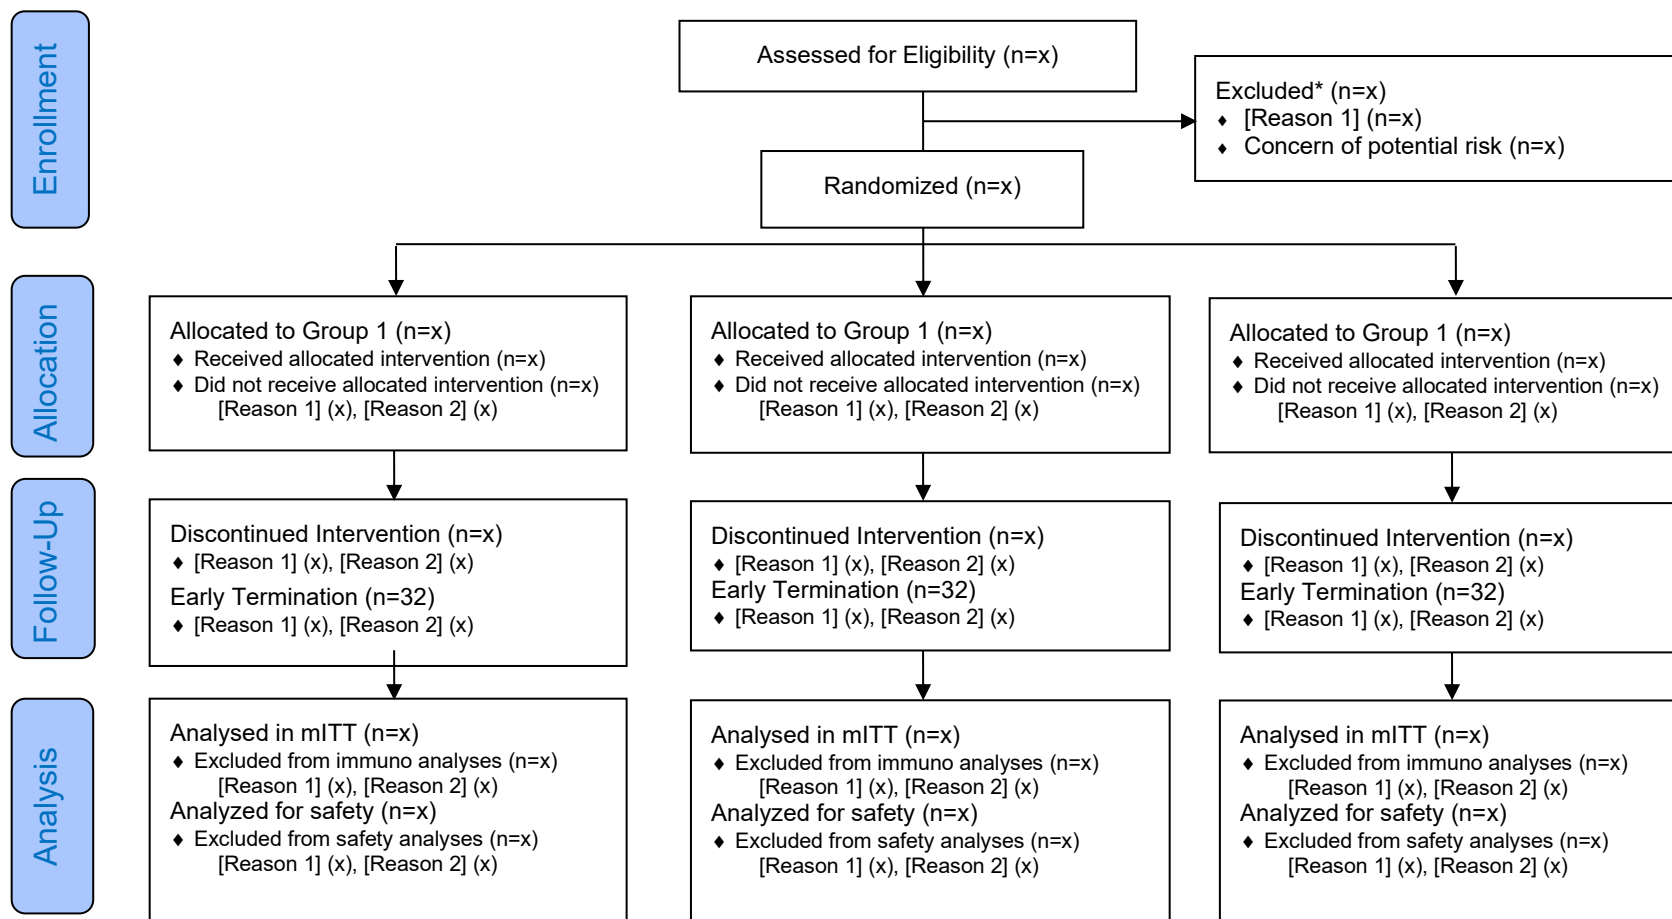 Enrollment
Assessed for Eligibility (n=x)
Excluded* (n=x)
♦ [Reason 1] (n=x)
♦ Concern of potential risk (n=x)
Randomized (n=x)
Allocation
Allocated to Group 1 (n=x)
♦ Received allocated intervention (n=x)
♦ Did not receive allocated intervention (n=x)
[Reason 1] (x), [Reason 2] (x)
Allocated to Group 1 (n=x)
♦ Received allocated intervention (n=x)
♦ Did not receive allocated intervention (n=x)
[Reason 1] (x), [Reason 2] (x)
Allocated to Group 1 (n=x)
♦ Received allocated intervention (n=x)
♦ Did not receive allocated intervention (n=x)
[Reason 1] (x), [Reason 2] (x)
Follow-Up
Discontinued Intervention (n=x)
♦ [Reason 1] (x), [Reason 2] (x)
Early Termination (n=32)
♦ [Reason 1] (x), [Reason 2] (x)
Discontinued Intervention (n=x)
♦ [Reason 1] (x), [Reason 2] (x)
Early Termination (n=32)
♦ [Reason 1] (x), [Reason 2] (x)
Discontinued Intervention (n=x)
♦ [Reason 1] (x), [Reason 2] (x)
Early Termination (n=32)
♦ [Reason 1] (x), [Reason 2] (x)
Analysis
Analysed in mITT (n=x)
♦ Excluded from immuno analyses (n=x)
[Reason 1] (x), [Reason 2] (x)
Analyzed for safety (n=x)
♦ Excluded from safety analyses (n=x)
[Reason 1] (x), [Reason 2] (x)
Analysed in mITT (n=x)
♦ Excluded from immuno analyses (n=x)
[Reason 1] (x), [Reason 2] (x)
Analyzed for safety (n=x)
♦ Excluded from safety analyses (n=x)
[Reason 1] (x), [Reason 2] (x)
Analysed in mITT (n=x)
♦ Excluded from immuno analyses (n=x)
[Reason 1] (x), [Reason 2] (x)
Analyzed for safety (n=x)
♦ Excluded from safety analyses (n=x)
[Reason 1] (x), [Reason 2] (x)